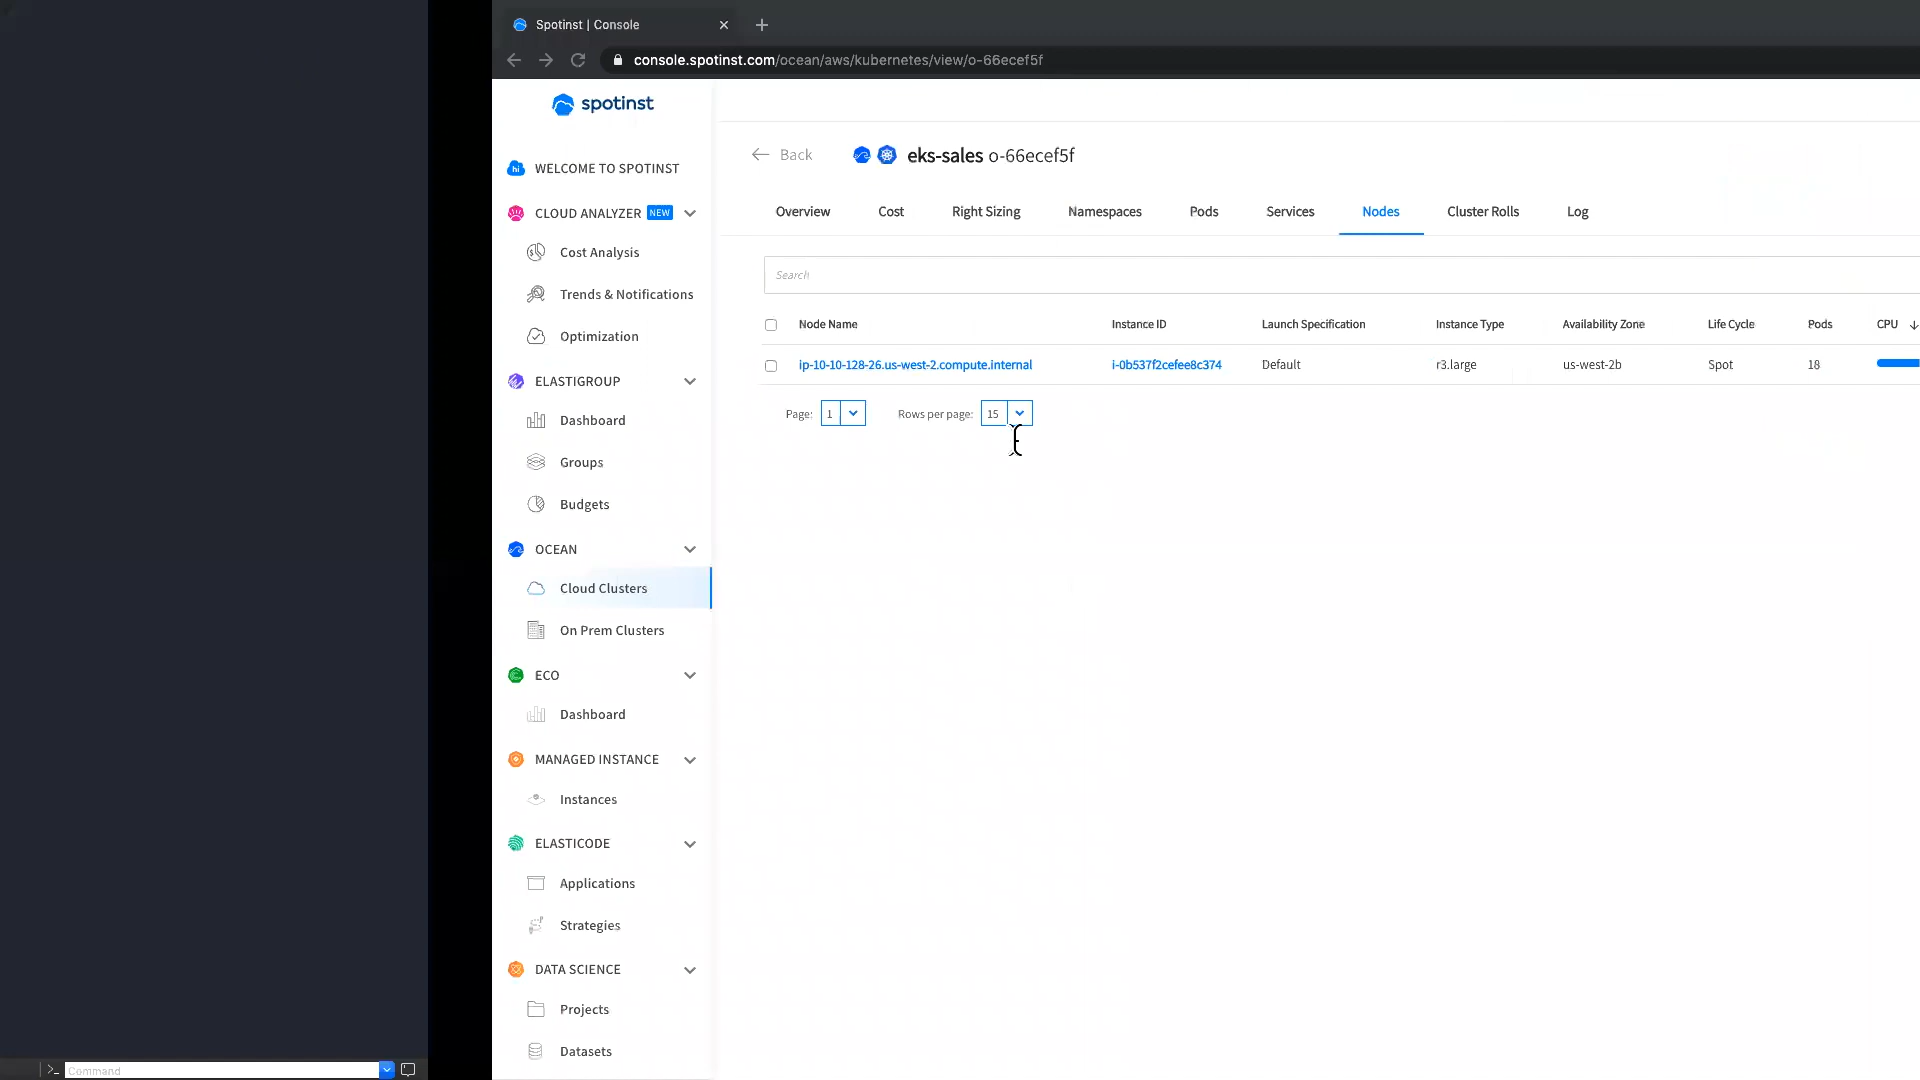 Spotinst | Console
console.spotinst.com/ocean/aws/kubernetes/view/o-66ecef5f
spotinst
Back
eks-sales o-66ecef5f
hi WELCOME TO SPOTINST
CLOUD ANALYZER NEW
Cost Analysis
Trends & Notifications
Optimization
ELASTIGROUP
Dashboard
Groups
Budgets
OCEAN
Cloud Clusters
On Prem Clusters
ECO
Dashboard
MANAGED INSTANCE
Instances
ELASTICODE
Applications
Strategies
DATA SCIENCE
Projects
Datasets
Overview Cost Right Sizing Namespaces Pods Services Nodes Cluster Rolls Log
Search
Node Name Instance ID Launch Specification Instance Type Availability Zone Life Cycle Pods CPU
ip-10-10-128-26.us-west-2.compute.internal i-0b537f2cefee8c374 Default r3.large us-west-2b Spot 18
Page: 1 Rows per page: 15
Command